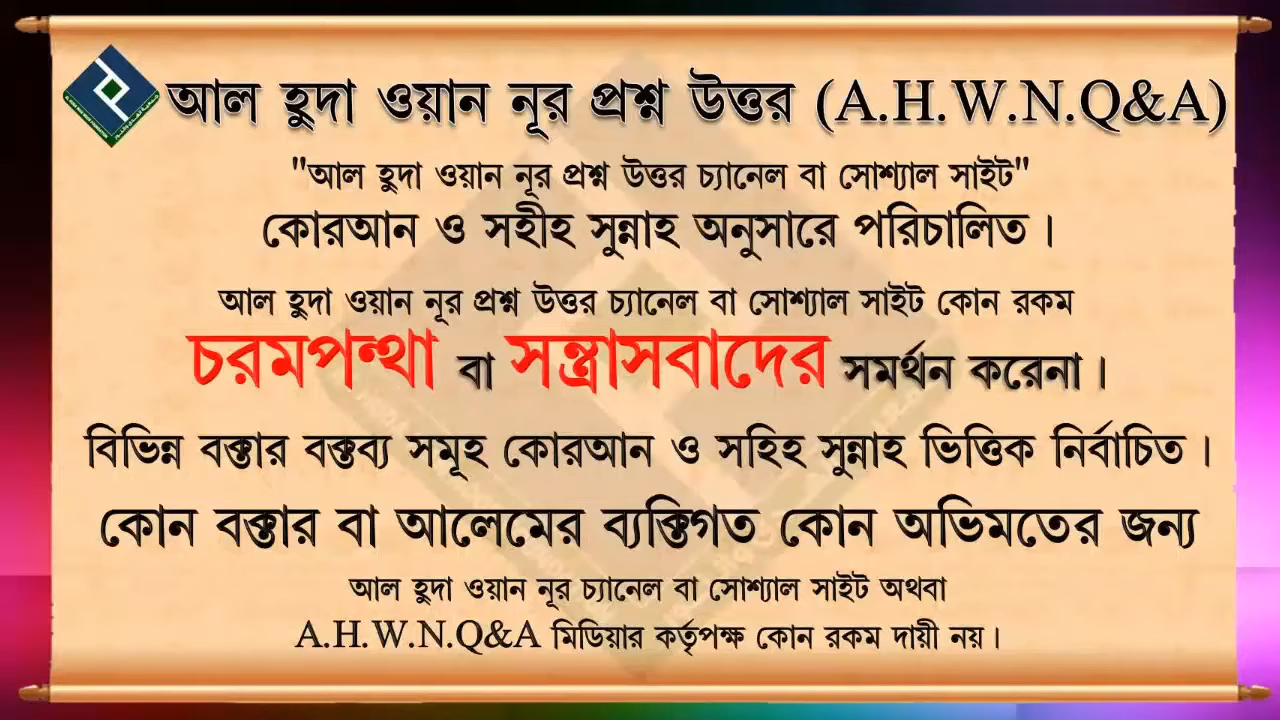 আল হুদা ওয়ান নূর প্রশ্ন উত্তর (A.H.W.N.Q&A)
"আল হুদা ওয়ান নূর প্রশ্ন উত্তর চ্যানেল বা সোশ্যাল সাইট"
কোরআন ও সহীহ সুন্নাহ অনুসারে পরিচালিত।
আল হুদা ওয়ান নূর প্রশ্ন উত্তর চ্যানেল বা সোশ্যাল সাইট কোন রকম
চরমপন্থা বা সন্ত্রাসবাদের সমর্থন করেনা।
বিভিন্ন বক্তার বক্তব্য সমূহ কোরআন ও সহিহ সুন্নাহ ভিত্তিক নির্বাচিত।
কোন বক্তার বা আলেমের ব্যক্তিগত কোন অভিমতের জন্য
আল হুদা ওয়ান নূর চ্যানেল বা সোশ্যাল সাইট অথবা
A.H.W.N.Q&A মিডিয়ার কর্তৃপক্ষ কোন রকম দায়ী নয়।